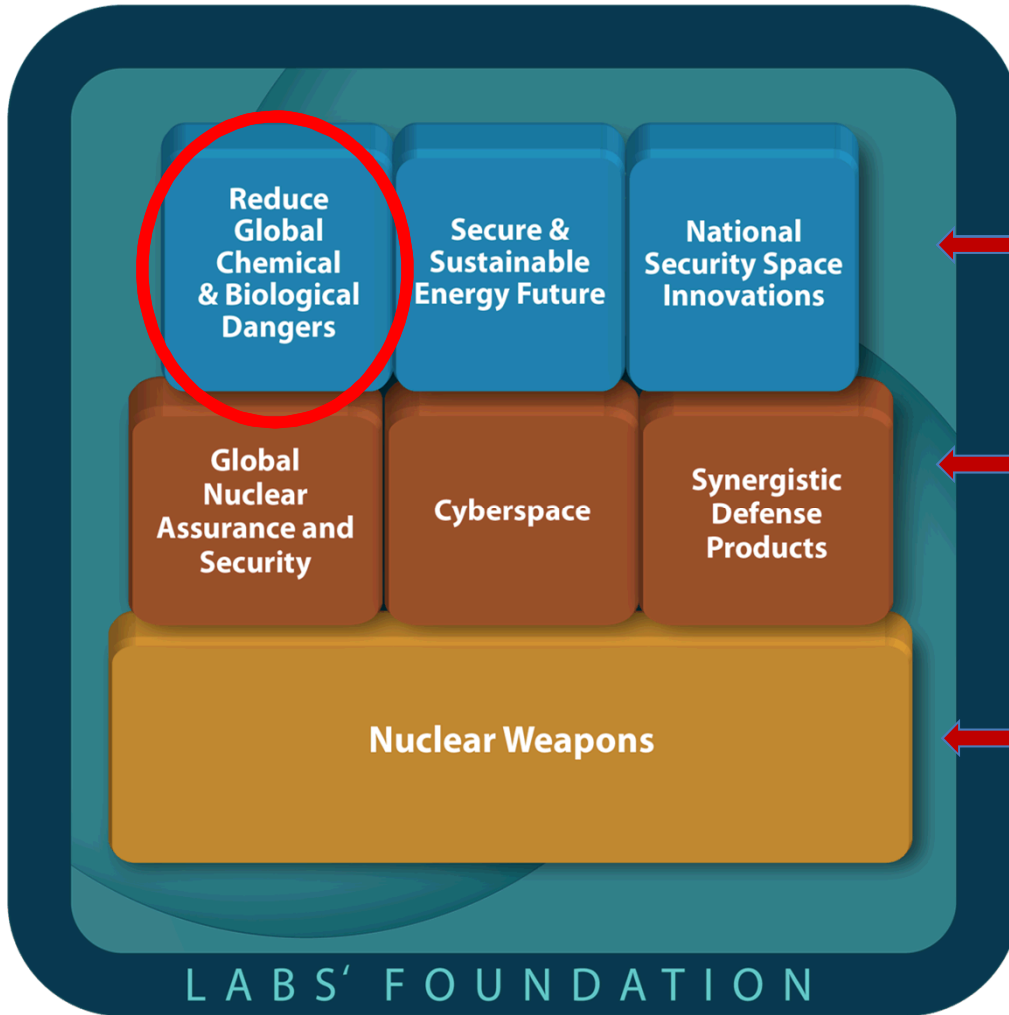 Reduce
Global
Chemical
& Biological
Dangers
Secure &
Sustainable
Energy Future
National
Security Space
Innovations
Global
Nuclear
Assurance and
Security
Cyberspace
Synergistic
Defense
Products
Nuclear Weapons
LABS' FOUNDATION